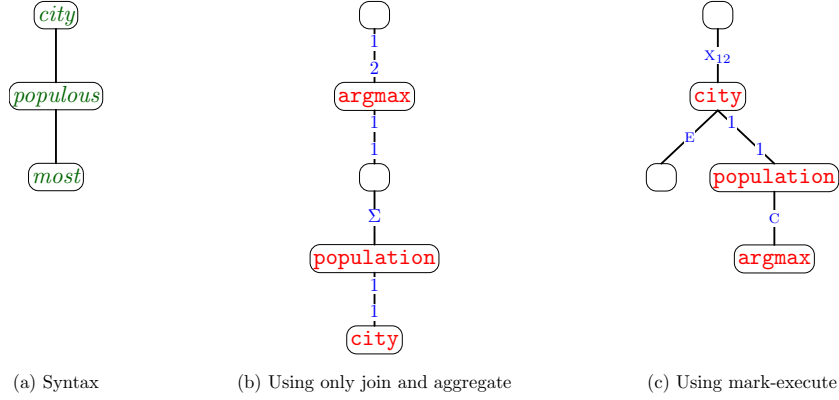 city
populous
most
(a) Syntax
1
2
argmax
1
1
Σ
population
1
1
city
(b) Using only join and aggregate
X12
city
E
1
1
population
C
argmax
(c) Using mark-execute